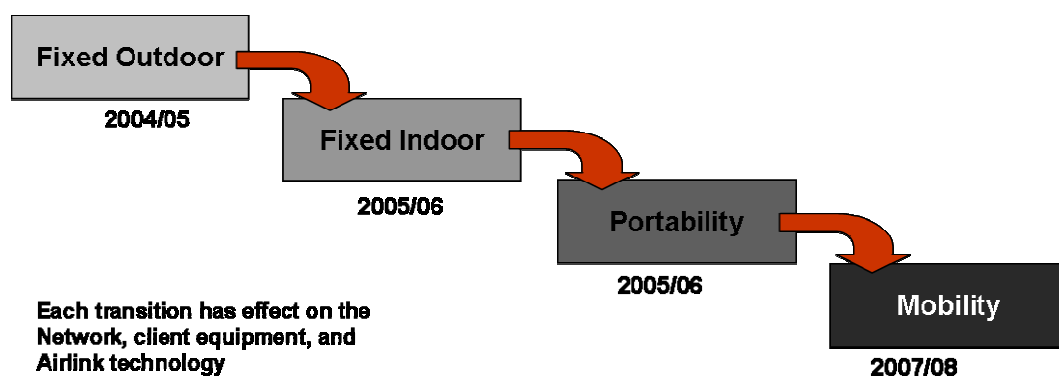 Fixed Outdoor
2004/05
Fixed Indoor
2005/06
Portability
2005/06
Mobility
2007/08
Each transition has effect on the
Network, client equipment, and
Airlink technology